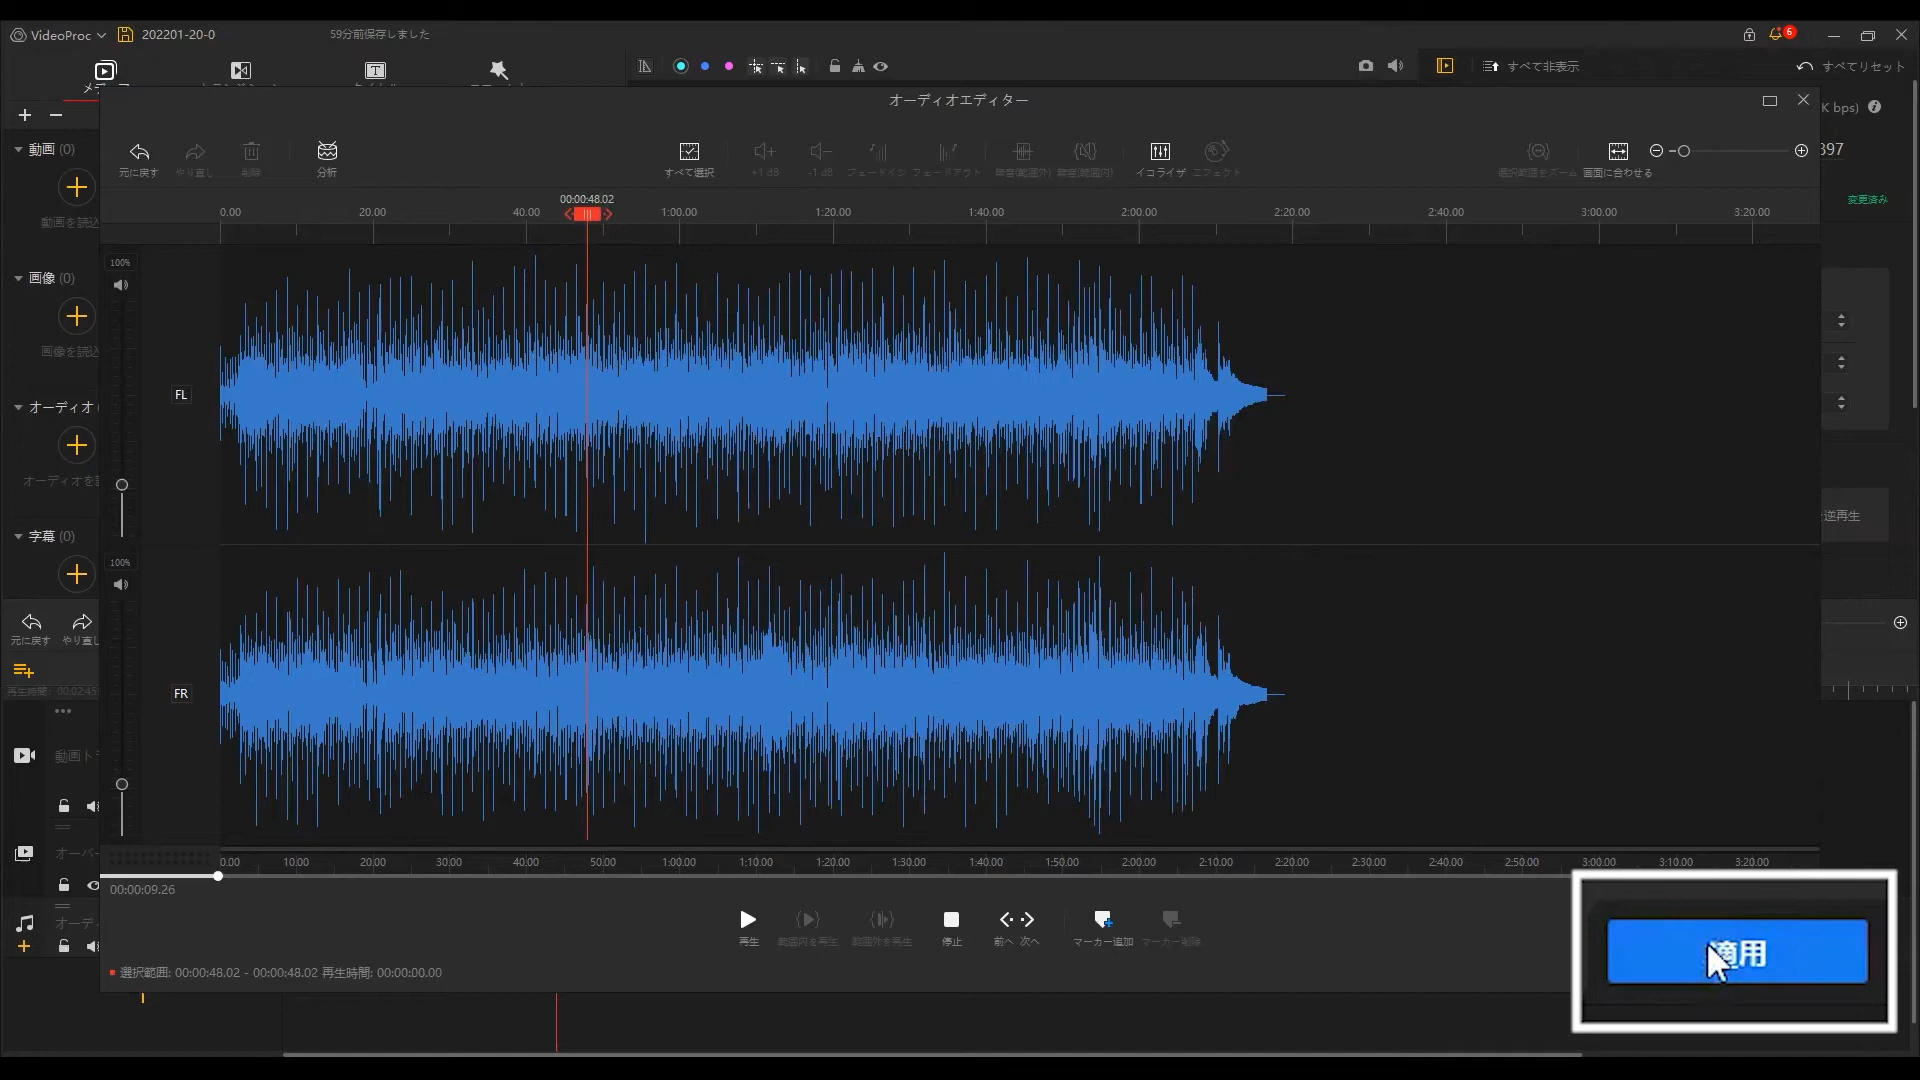 VideoProc
202201-20-0
59分前保存しました
6
すべて非表示
すべてリセット
オーディオエディター
K bps)
動画 (0)
元に戻す
やり直し
削除
分析
すべて選択
+1 dB
-1 dB
フェードイン
フェードアウト
無音(範囲外)
無音(範囲内)
イコライザ
エフェクト
選択範囲をズーム
画面に合わせる
397
変更済み
00:00:48.02
0.00 20.00 40.00 1:00.00 1:20.00 1:40.00 2:00.00 2:20.00 2:40.00 3:00.00 3:20.00
動画を読込
100%
画像 (0)
画像を読込
FL
オーディオ
オーディオを
逆再生
字幕 (0)
100%
元に戻す
やり直し
再生時間: 00:02:45
FR
動画ト
オーバー
0.00 10.00 20.00 30.00 40.00 50.00 1:00.00 1:10.00 1:20.00 1:30.00 1:40.00 1:50.00 2:00.00 2:10.00 2:20.00 2:30.00 2:40.00 2:50.00 3:00.00 3:10.00 3:20.00
00:00:09.26
オーディ
再生
範囲内を再生
範囲外を再生
停止
前へ 次へ
マーカー追加
マーカー削除
選択範囲: 00:00:48.02 - 00:00:48.02 再生時間: 00:00:00.00
適用